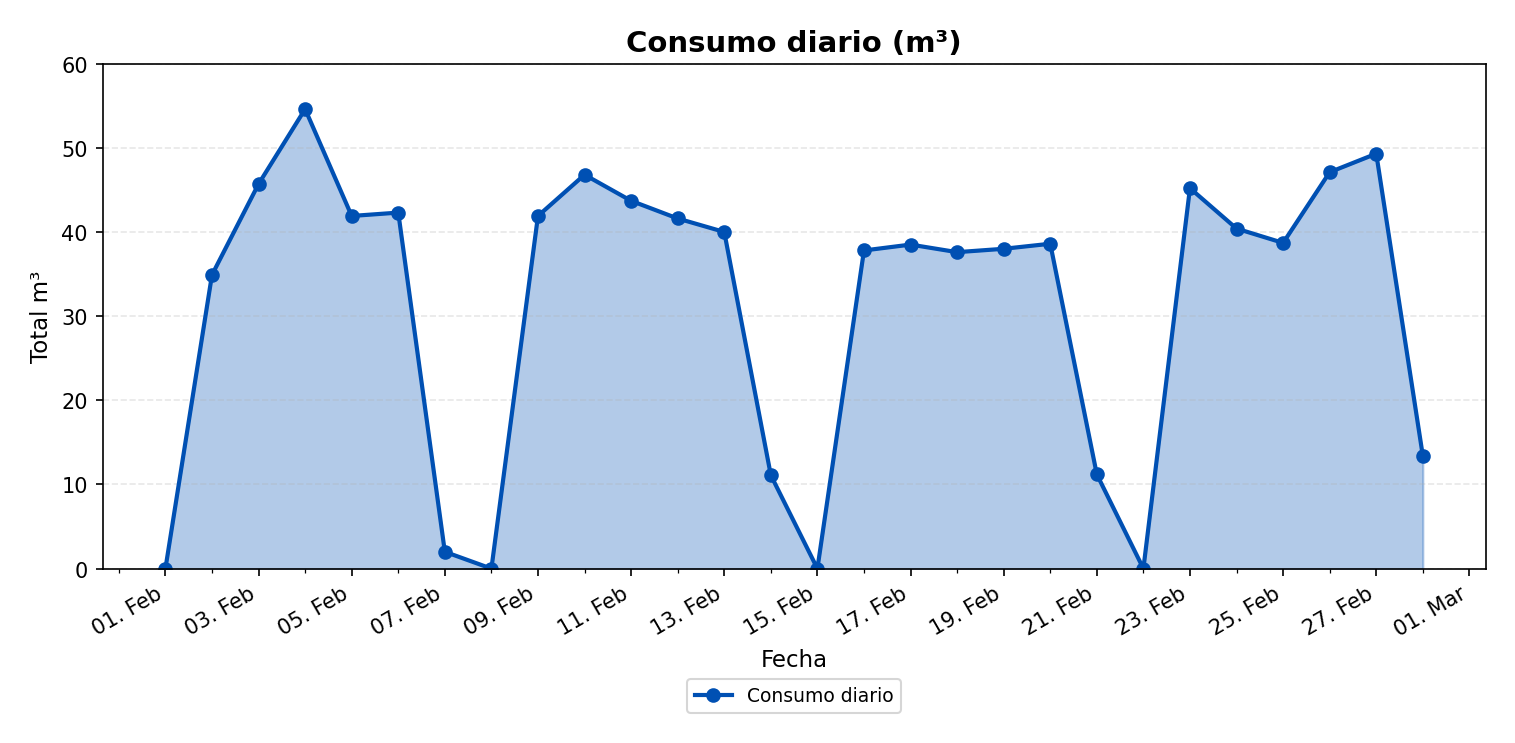 Consumo diario (m³)
60
50
40
30
20
10
0
Total m³
01. Feb
03. Feb
05. Feb
07. Feb
09. Feb
11. Feb
13. Feb
15. Feb
17. Feb
19. Feb
21. Feb
23. Feb
25. Feb
27. Feb
01. Mar
Fecha
Consumo diario